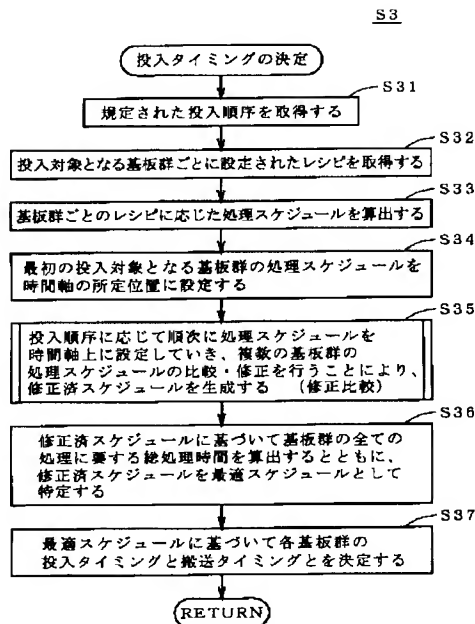 S3
投入タイミングの決定
S31
規定された投入順序を取得する
S32
投入対象となる基板群ごとに設定されたレシピを取得する
S33
基板群ごとのレシピに応じた処理スケジュールを算出する
S34
最初の投入対象となる基板群の処理スケジュールを
時間軸の所定位置に設定する
S35
投入順序に応じて順次に処理スケジュールを
時間軸上に設定していき、複数の基板群の
処理スケジュールの比較・修正を行うことにより、
修正済スケジュールを生成する (修正比較)
S36
修正済スケジュールに基づいて基板群の全ての
処理に要する総処理時間を算出するとともに、
修正済スケジュールを最適スケジュールとして
特定する
S37
最適スケジュールに基づいて各基板群の
投入タイミングと搬送タイミングとを決定する
RETURN